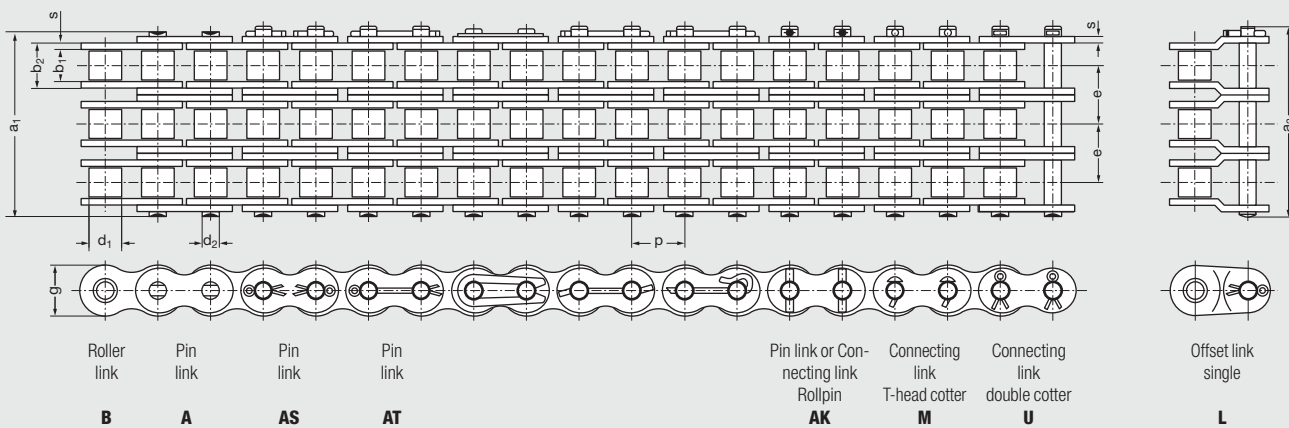 s
s
b₂
b₁
a₁
e
e
a₂
d₁
d₂
p
g
Roller
link
B
Pin
link
A
Pin
link
AS
Pin
link
AT
Pin link or Con-
necting link
Rollpin
AK
Connecting
link
T-head cotter
M
Connecting
link
double cotter
U
Offset link
single
L